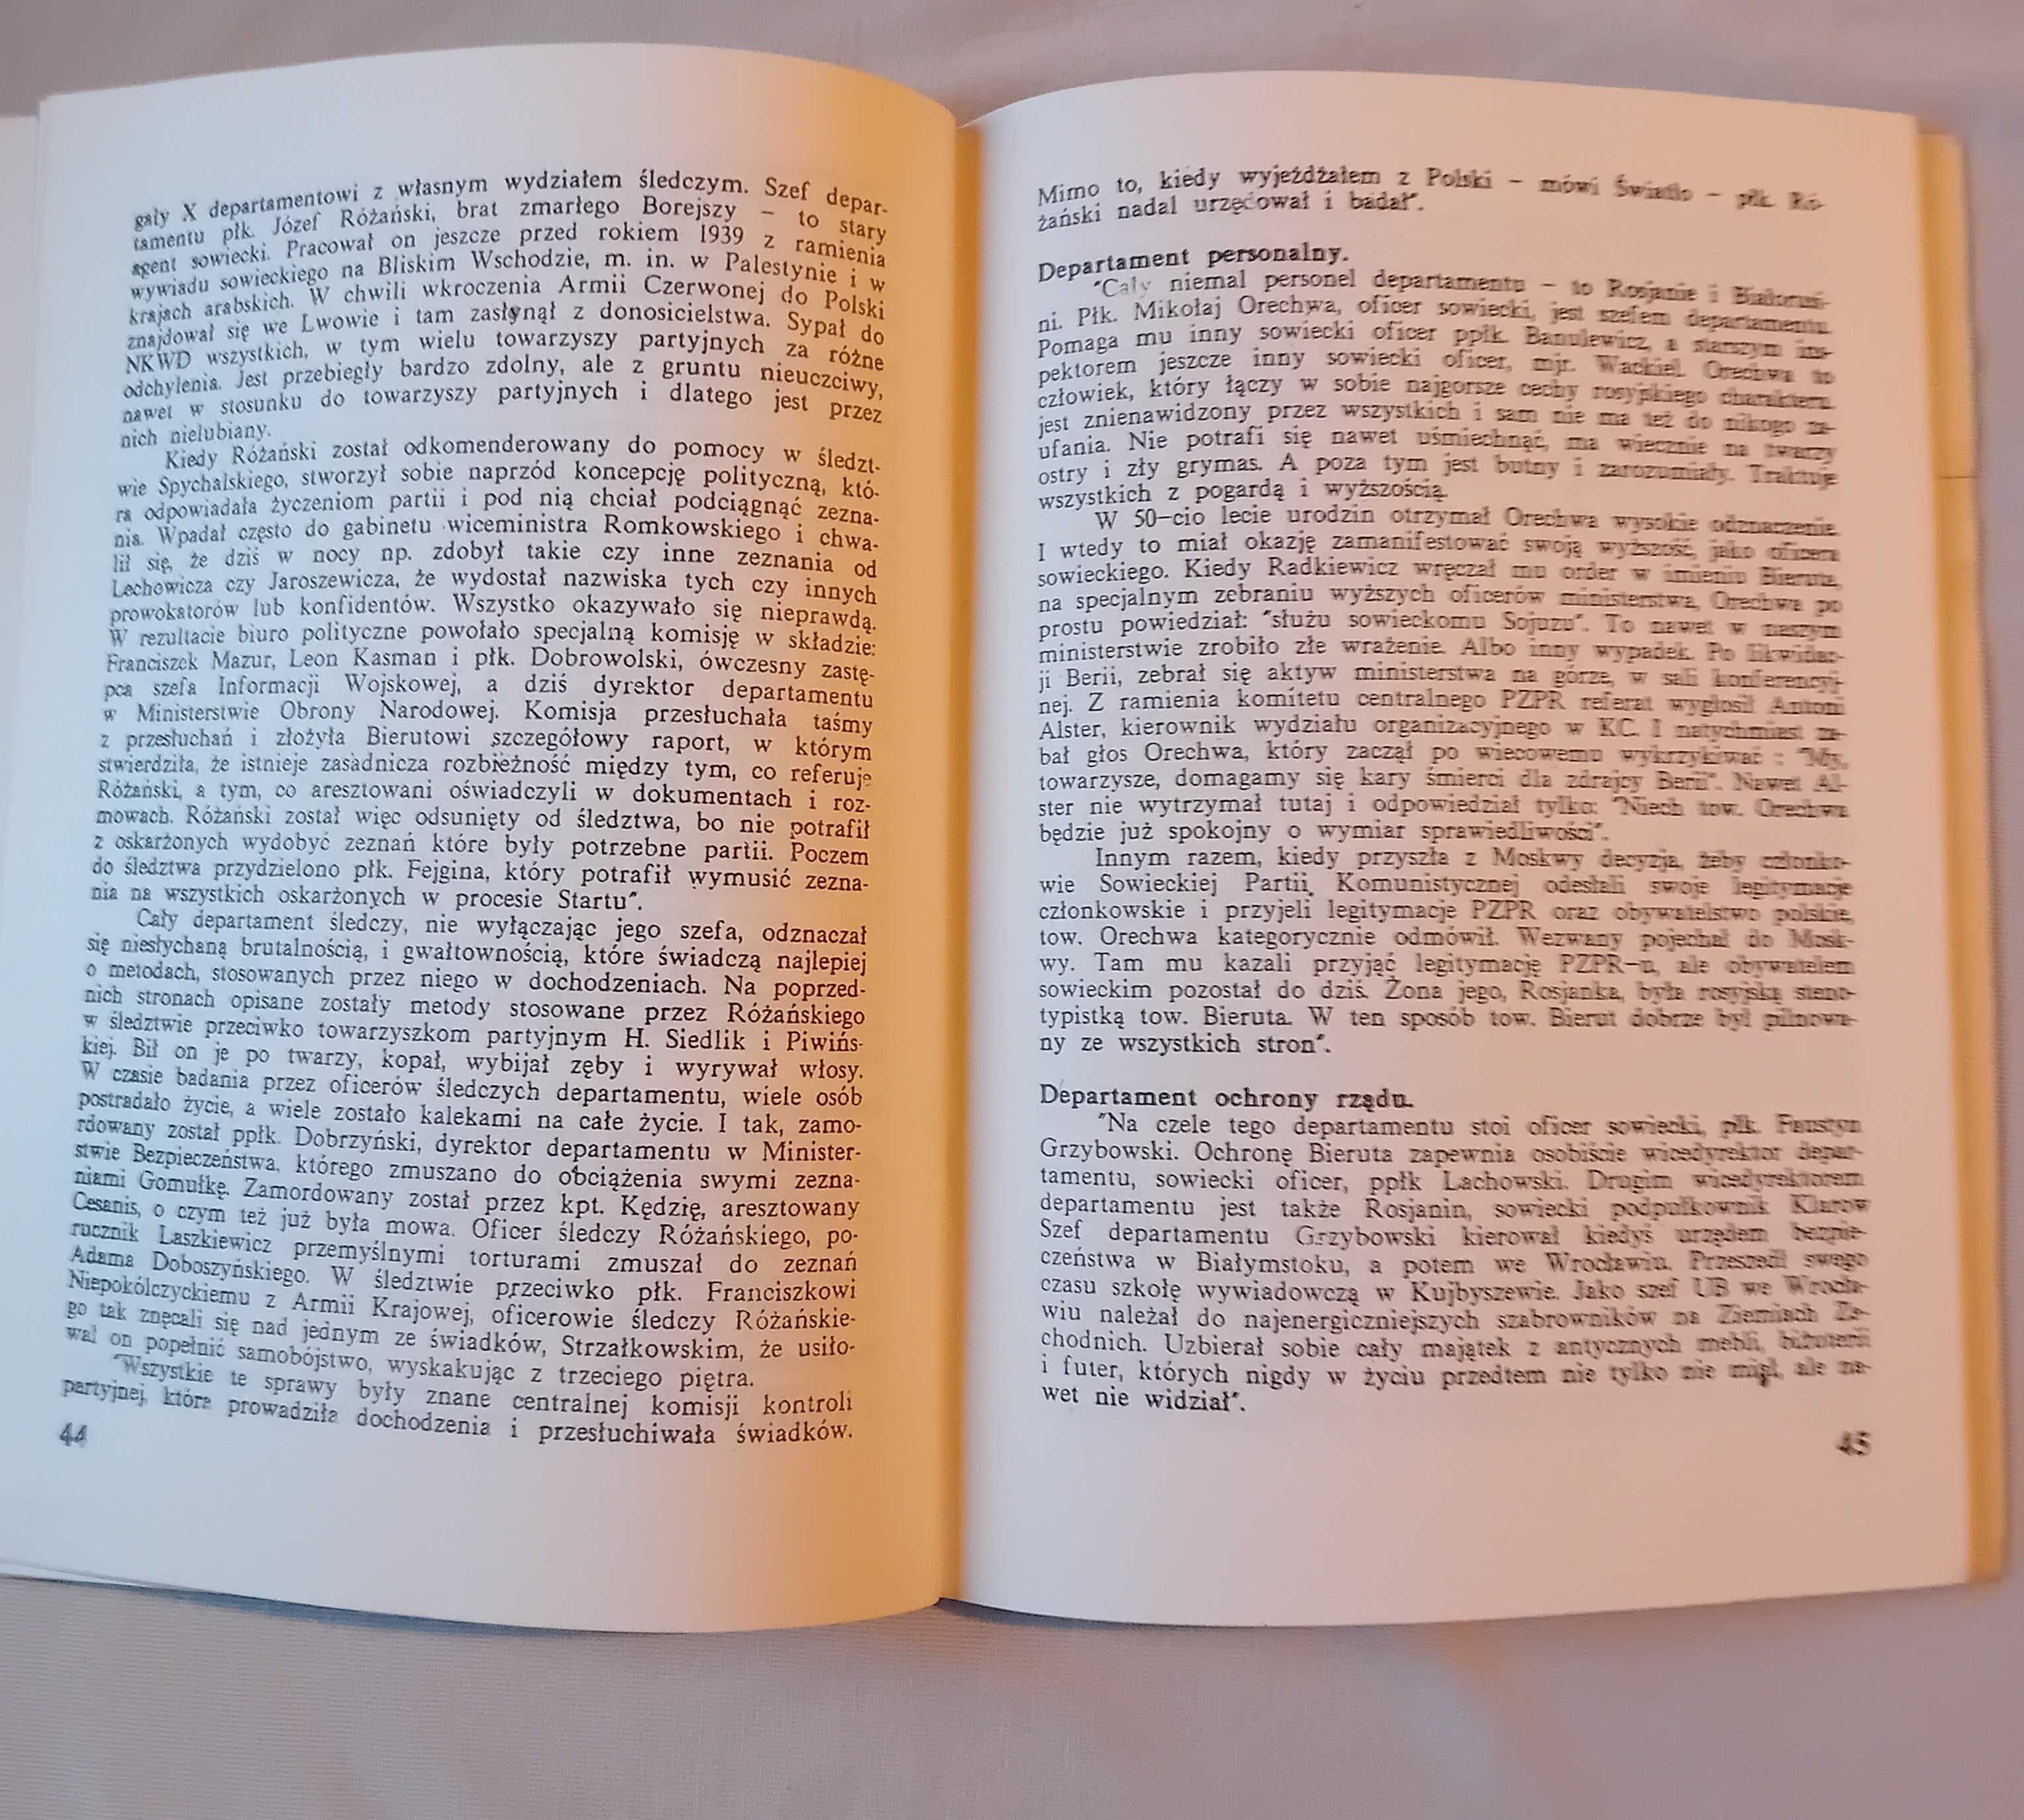 gały X departamentowi z własnym wydziałem śledczym. Szef depar-
tamentu płk. Józef Różański, brat zmarłego Borejszy – to stary
agent sowiecki. Pracował on jeszcze przed rokiem 1939 z ramienia
wywiadu sowieckiego na Bliskim Wschodzie, m. in. w Palestynie i w
krajach arabskich. W chwili wkroczenia Armii Czerwonej do Polski
znajdował się we Lwowie i tam zasłynął z donosicielstwa. Sypał do
NKWD wszystkich, w tym wielu towarzyszy partyjnych za różne
odchylenia. Jest przebiegły bardzo zdolny, ale z gruntu nieuczciwy,
nawet w stosunku do towarzyszy partyjnych i dlatego jest przez
nich nielubiany.
Kiedy Różański został odkomenderowany do pomocy w śledzt-
wie Spychalskiego, stworzył sobie naprzód koncepcję polityczną, któ-
ra odpowiadała życzeniom partii i pod nią chciał podciągnąć zezna-
nia. Wpadał często do gabinetu wiceministra Romkowskiego i chwa-
lił się, że dziś w nocy np. zdobył takie czy inne zeznania od
Lechowicza czy Jaroszewicza, że wydostał nazwiska tych czy innych
prowokatorów lub konfidentów. Wszystko okazywało się nieprawdą.
W rezultacie biuro polityczne powołało specjalną komisję w składzie:
Franciszek Mazur, Leon Kasman i płk. Dobrowolski, ówczesny zastę-
pca szefa Informacji Wojskowej, a dziś dyrektor departamentu
w Ministerstwie Obrony Narodowej. Komisja przesłuchała taśmy
z przesłuchań i złożyła Bierutowi szczegółowy raport, w którym
stwierdziła, że istnieje zasadnicza rozbieżność między tym, co referuje
Różański, a tym, co aresztowani oświadczyli w dokumentach i roz-
mowach. Różański został więc odsunięty od śledztwa, bo nie potrafił
z oskarżonych wydobyć zeznań które były potrzebne partii. Poczem
do śledztwa przydzielono płk. Fejgina, który potrafił wymusić zezna-
nia na wszystkich oskarżonych w procesie Startu".
Cały departament śledczy, nie wyłączając jego szefa, odznaczał
się niesłychaną brutalnością, i gwałtownością, które świadczą najlepiej
o metodach, stosowanych przez niego w dochodzeniach. Na poprzed-
nich stronach opisane zostały metody stosowane przez Różańskiego
w śledztwie przeciwko towarzyszkom partyjnym H. Siedlik i Piwińs-
kiej. Bił on je po twarzy, kopał, wybijał zęby i wyrywał włosy.
W czasie badania przez oficerów śledczych departamentu, wiele osób
postradało życie, a wiele zostało kalekami na całe życie. I tak, zamo-
rdowany został ppłk. Dobrzyński, dyrektor departamentu w Minister-
stwie Bezpieczeństwa, którego zmuszano do obciążenia swymi zezna-
niami Gomułkę. Zamordowany został przez kpt. Kędzię, aresztowany
Cesanis, o czym też już była mowa. Oficer śledczy Różańskiego, po-
rucznik Laszkiewicz przemyślnymi torturami zmuszał do zeznań
Adama Doboszyńskiego. W śledztwie przeciwko płk. Franciszkowi
Niepokólczyckiemu z Armii Krajowej, oficerowie śledczy Różańskie-
go tak znęcali się nad jednym ze świadków, Strzałkowskim, że usiło-
wał on popełnić samobójstwo, wyskakując z trzeciego piętra.
"Wszystkie te sprawy były znane centralnej komisji kontroli
partyjnej, która prowadziła dochodzenia i przesłuchiwała świadków.
44
Mimo to, kiedy wyjeżdżałem z Polski – mówi Światło – płk. Ró-
żański nadal urzędował i badał".
Departament personalny.
"Cały niemal personel departamentu – to Rosjanie i Białorusi-
ni. Płk. Mikołaj Orechwa, oficer sowiecki, jest szefem departamentu.
Pomaga mu inny sowiecki oficer ppłk. Banulewicz, a starszym ins-
pektorem jeszcze inny sowiecki oficer, mjr. Wackiel. Orechwa to
człowiek, który łączy w sobie najgorsze cechy rosyjskiego charakteru.
jest znienawidzony przez wszystkich i sam nie ma też do nikogo za-
ufania. Nie potrafi się nawet uśmiechnąć, ma wiecznie na twarzy
ostry i zły grymas. A poza tym jest butny i zarozumiały. Traktuje
wszystkich z pogardą i wyższością.
W 50-cio lecie urodzin otrzymał Orechwa wysokie odznaczenie.
I wtedy to miał okazję zamanifestować swoją wyższość, jako oficera
sowieckiego. Kiedy Radkiewicz wręczał mu order w imieniu Bieruta,
na specjalnym zebraniu wyższych oficerów ministerstwa, Orechwa po
prostu powiedział: "służu sowieckomu Sojuzu". To nawet w naszym
ministerstwie zrobiło złe wrażenie. Albo inny wypadek. Po likwidac-
ji Berii, zebrał się aktyw ministerstwa na górze, w sali konferencyj-
nej. Z ramienia komitetu centralnego PZPR referat wygłosił Antoni
Alster, kierownik wydziału organizacyjnego w KC. I natychmiast za-
bał głos Orechwa, który zaczął po wiecowemu wykrzykiwać : "My,
towarzysze, domagamy się kary śmierci dla zdrajcy Berii". Nawet Al-
ster nie wytrzymał tutaj i odpowiedział tylko: "Niech tow. Orechwa
będzie już spokojny o wymiar sprawiedliwości".
Innym razem, kiedy przyszła z Moskwy decyzja, żeby członko-
wie Sowieckiej Partii Komunistycznej odesłali swoje legitymacje
członkowskie i przyjeli legitymacje PZPR oraz obywatelstwo polskie,
tow. Orechwa kategorycznie odmówił. Wezwany pojechał do Mosk-
wy. Tam mu kazali przyjąć legitymację PZPR-u, ale obywatelem
sowieckim pozostał do dziś. Żona jego, Rosjanka, była rosyjską steno-
typistką tow. Bieruta. W ten sposób tow. Bierut dobrze był pilnowa-
ny ze wszystkich stron".
Departament ochrony rządu.
"Na czele tego departamentu stoi oficer sowiecki, płk. Faustyn
Grzybowski. Ochronę Bieruta zapewnia osobiście wicedyrektor depar-
tamentu, sowiecki oficer, ppłk Lachowski. Drugim wicedyrektorem
departamentu jest także Rosjanin, sowiecki podpułkownik Klarow
Szef departamentu Grzybowski kierował kiedyś urzędem bezpie-
czeństwa w Białymstoku, a potem we Wrocławiu. Przeszedł swego
czasu szkołę wywiadowczą w Kujbyszewie. Jako szef UB we Wrocła-
wiu należał do najenergiczniejszych szabrowników na Ziemiach Za-
chodnich. Uzbierał sobie cały majątek z antycznych mebli, biżuterii
i futer, których nigdy w życiu przedtem nie tylko nie miał, ale na-
wet nie widział".
45